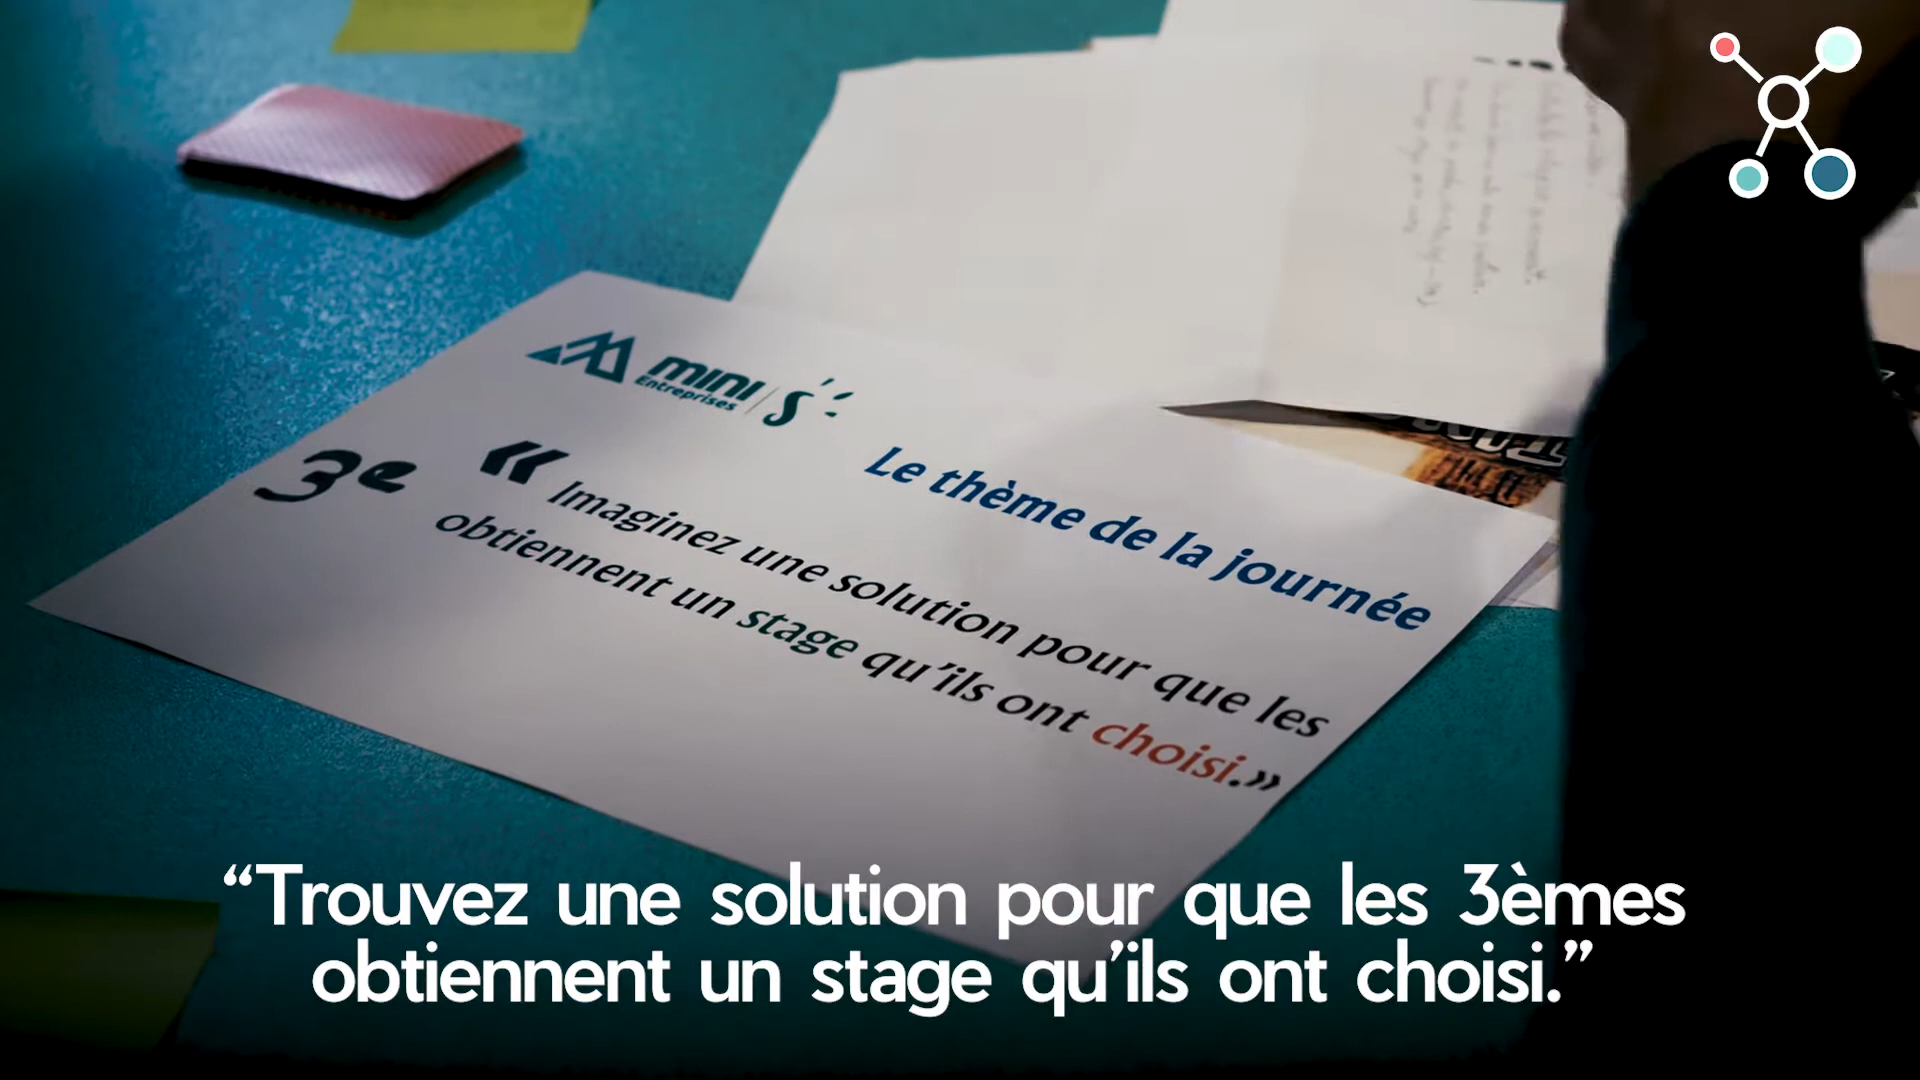 mini
Entreprises
S
3e
Le thème de la journée
« Imaginez une solution pour que les
obtiennent un stage qu'ils ont choisi.»
“Trouvez une solution pour que les 3èmes
obtiennent un stage qu’ils ont choisi.”